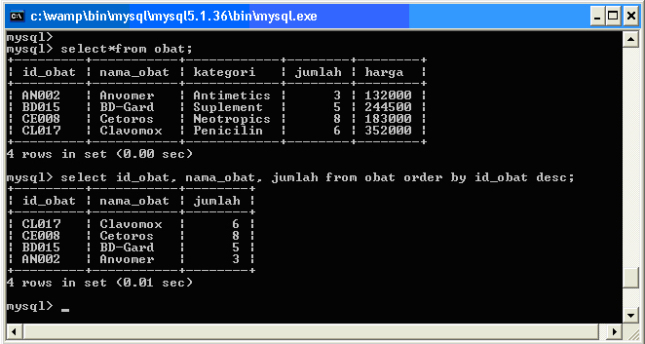 c:\wamp\bin\mysql\mysql5.1.36\bin\mysql.exe
mysql>
mysql> select*from obat;
+---------+-----------+------------+--------+--------+
| id_obat | nama_obat | kategori | jumlah | harga |
+---------+-----------+------------+--------+--------+
| AN002 | Anvomer | Antimetics | 3 | 132000 |
| BD015 | BD-Gard | Suplement | 5 | 244500 |
| CE008 | Cetoros | Neotropics | 8 | 183000 |
| CL017 | Clavomox | Penicilin | 6 | 352000 |
+---------+-----------+------------+--------+--------+
4 rows in set (0.00 sec)
mysql> select id_obat, nama_obat, jumlah from obat order by id_obat desc;
+---------+-----------+--------+
| id_obat | nama_obat | jumlah |
+---------+-----------+--------+
| CL017 | Clavomox | 6 |
| CE008 | Cetoros | 8 |
| BD015 | BD-Gard | 5 |
| AN002 | Anvomer | 3 |
+---------+-----------+--------+
4 rows in set (0.01 sec)
mysql> _